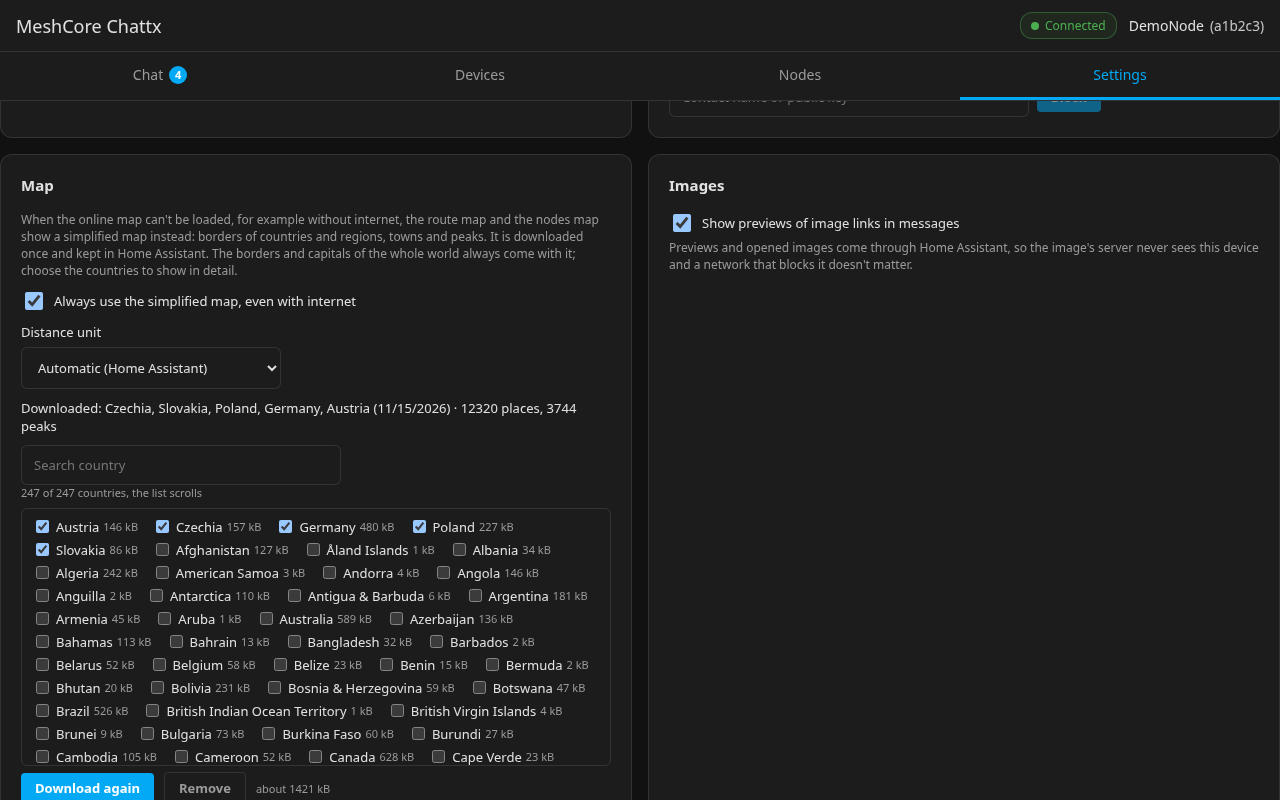 MeshCore Chattx
Connected
DemoNode (a1b2c3)
Chat 4
Devices
Nodes
Settings
Map
When the online map can't be loaded, for example without internet, the route map and the nodes map
show a simplified map instead: borders of countries and regions, towns and peaks. It is downloaded
once and kept in Home Assistant. The borders and capitals of the whole world always come with it;
choose the countries to show in detail.
Always use the simplified map, even with internet
Distance unit
Automatic (Home Assistant)
Downloaded: Czechia, Slovakia, Poland, Germany, Austria (11/15/2026) · 12320 places, 3744
peaks
Search country
247 of 247 countries, the list scrolls
Austria 146 kB Czechia 157 kB Germany 480 kB Poland 227 kB
Slovakia 86 kB Afghanistan 127 kB Åland Islands 1 kB Albania 34 kB
Algeria 242 kB American Samoa 3 kB Andorra 4 kB Angola 146 kB
Anguilla 2 kB Antarctica 110 kB Antigua & Barbuda 6 kB Argentina 181 kB
Armenia 45 kB Aruba 1 kB Australia 589 kB Azerbaijan 136 kB
Bahamas 113 kB Bahrain 13 kB Bangladesh 32 kB Barbados 2 kB
Belarus 52 kB Belgium 58 kB Belize 23 kB Benin 15 kB Bermuda 2 kB
Bhutan 20 kB Bolivia 231 kB Bosnia & Herzegovina 59 kB Botswana 47 kB
Brazil 526 kB British Indian Ocean Territory 1 kB British Virgin Islands 4 kB
Brunei 9 kB Bulgaria 73 kB Burkina Faso 60 kB Burundi 27 kB
Cambodia 105 kB Cameroon 52 kB Canada 628 kB Cape Verde 23 kB
Download again
Remove
about 1421 kB
Images
Show previews of image links in messages
Previews and opened images come through Home Assistant, so the image's server never sees this device
and a network that blocks it doesn't matter.